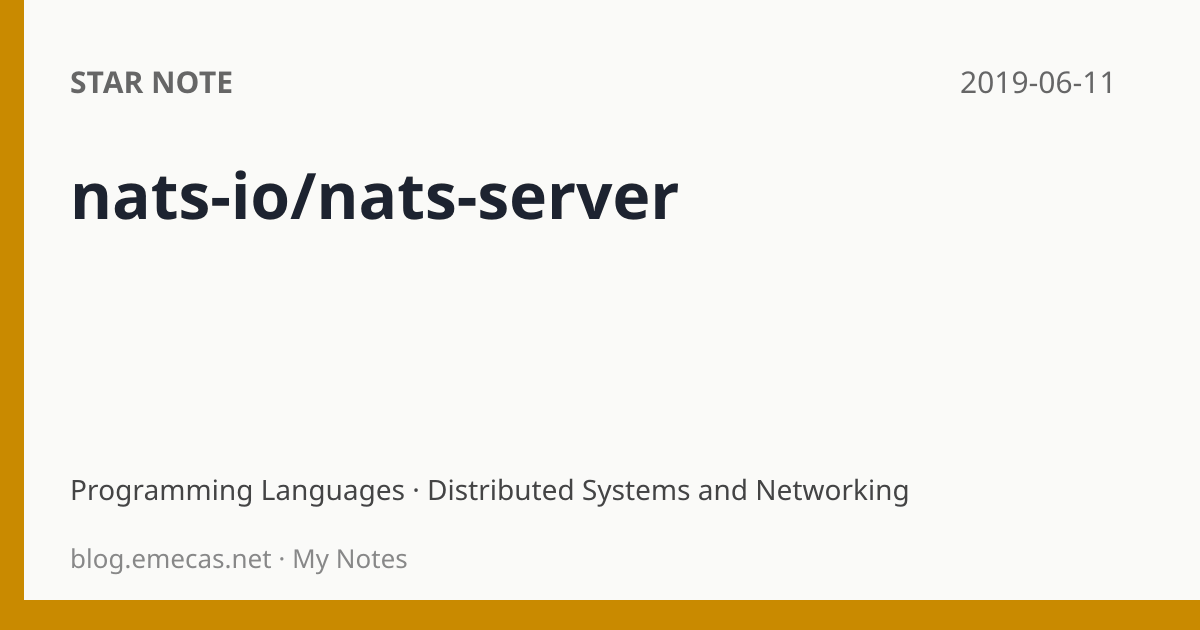 STAR NOTE
2019-06-11
nats-io/nats-server
Programming Languages · Distributed Systems and Networking
blog.emecas.net · My Notes